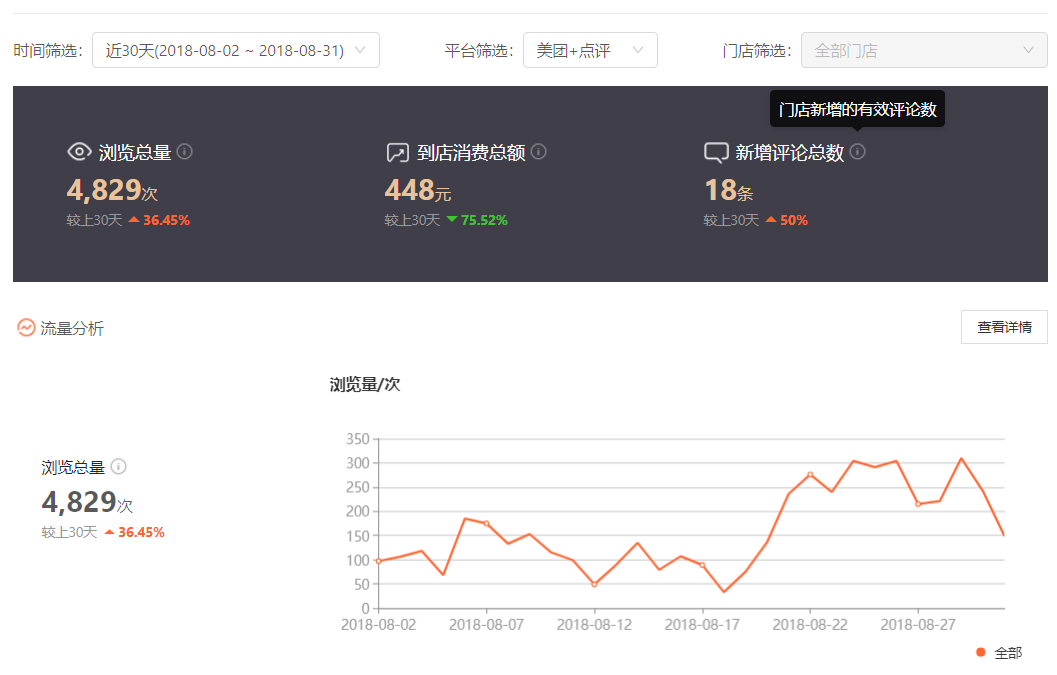 时间筛选： 近30天(2018-08-02 ~ 2018-08-31) 平台筛选： 美团+点评 门店筛选： 全部门店
门店新增的有效评论数
浏览总量 到店消费总额 新增评论总数
4,829次 448元 18条
较上30天 36.45% 较上30天 75.52% 较上30天 50%
流量分析 查看详情
浏览量/次
浏览总量
4,829次
较上30天 36.45%
350
300
250
200
150
100
50
0
2018-08-02 2018-08-07 2018-08-12 2018-08-17 2018-08-22 2018-08-27
全部